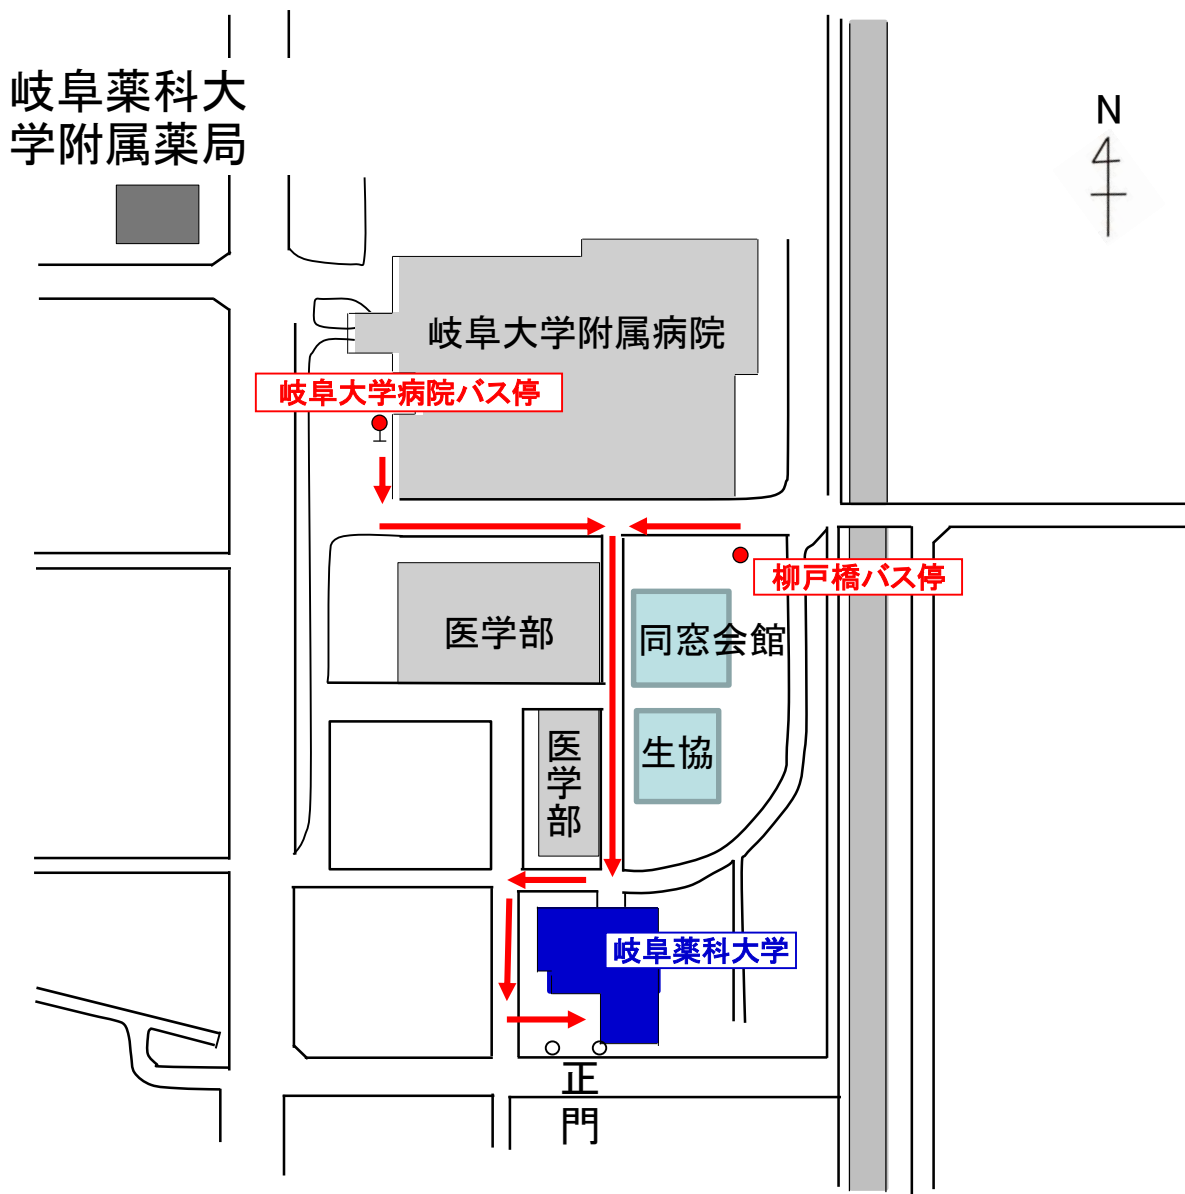 岐阜薬科大
学附属薬局
N
岐阜大学附属病院
岐阜大学病院バス停
柳戸橋バス停
医学部
同窓会館
医学部
生協
岐阜薬科大学
正門